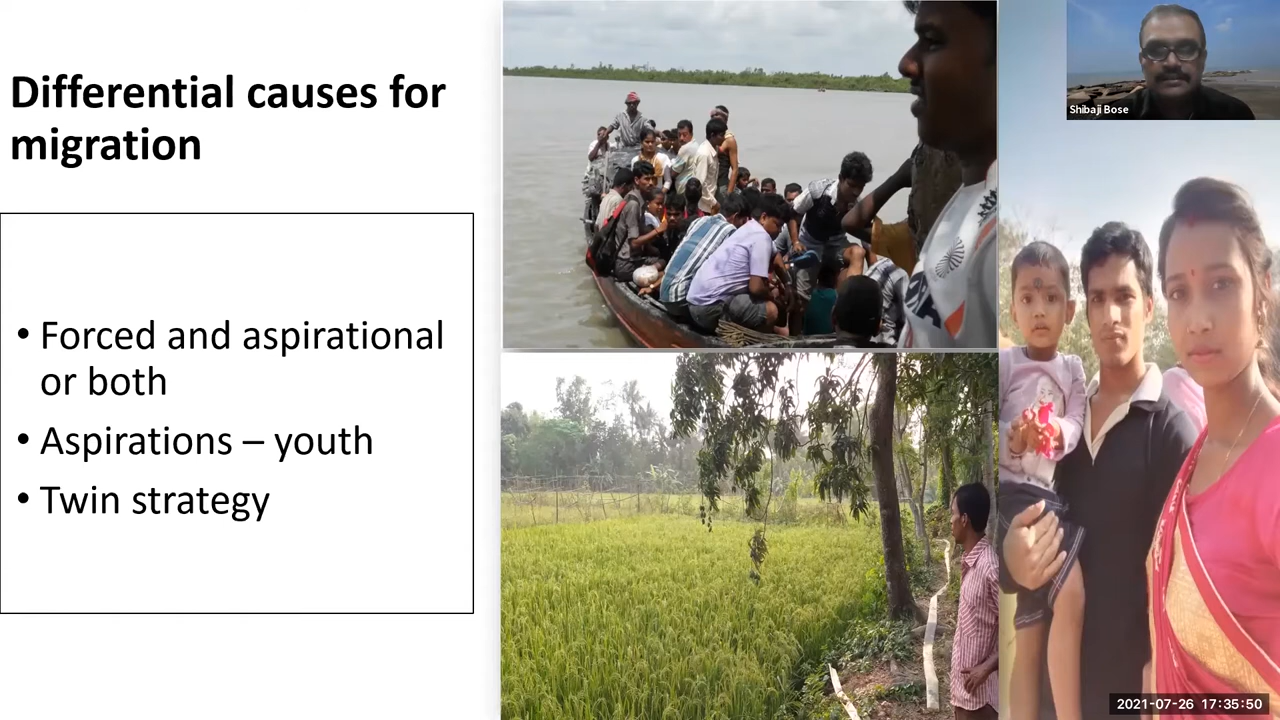 Differential causes for
migration
• Forced and aspirational
or both
• Aspirations – youth
• Twin strategy
Shibaji Bose
2021-07-26 17:35:50